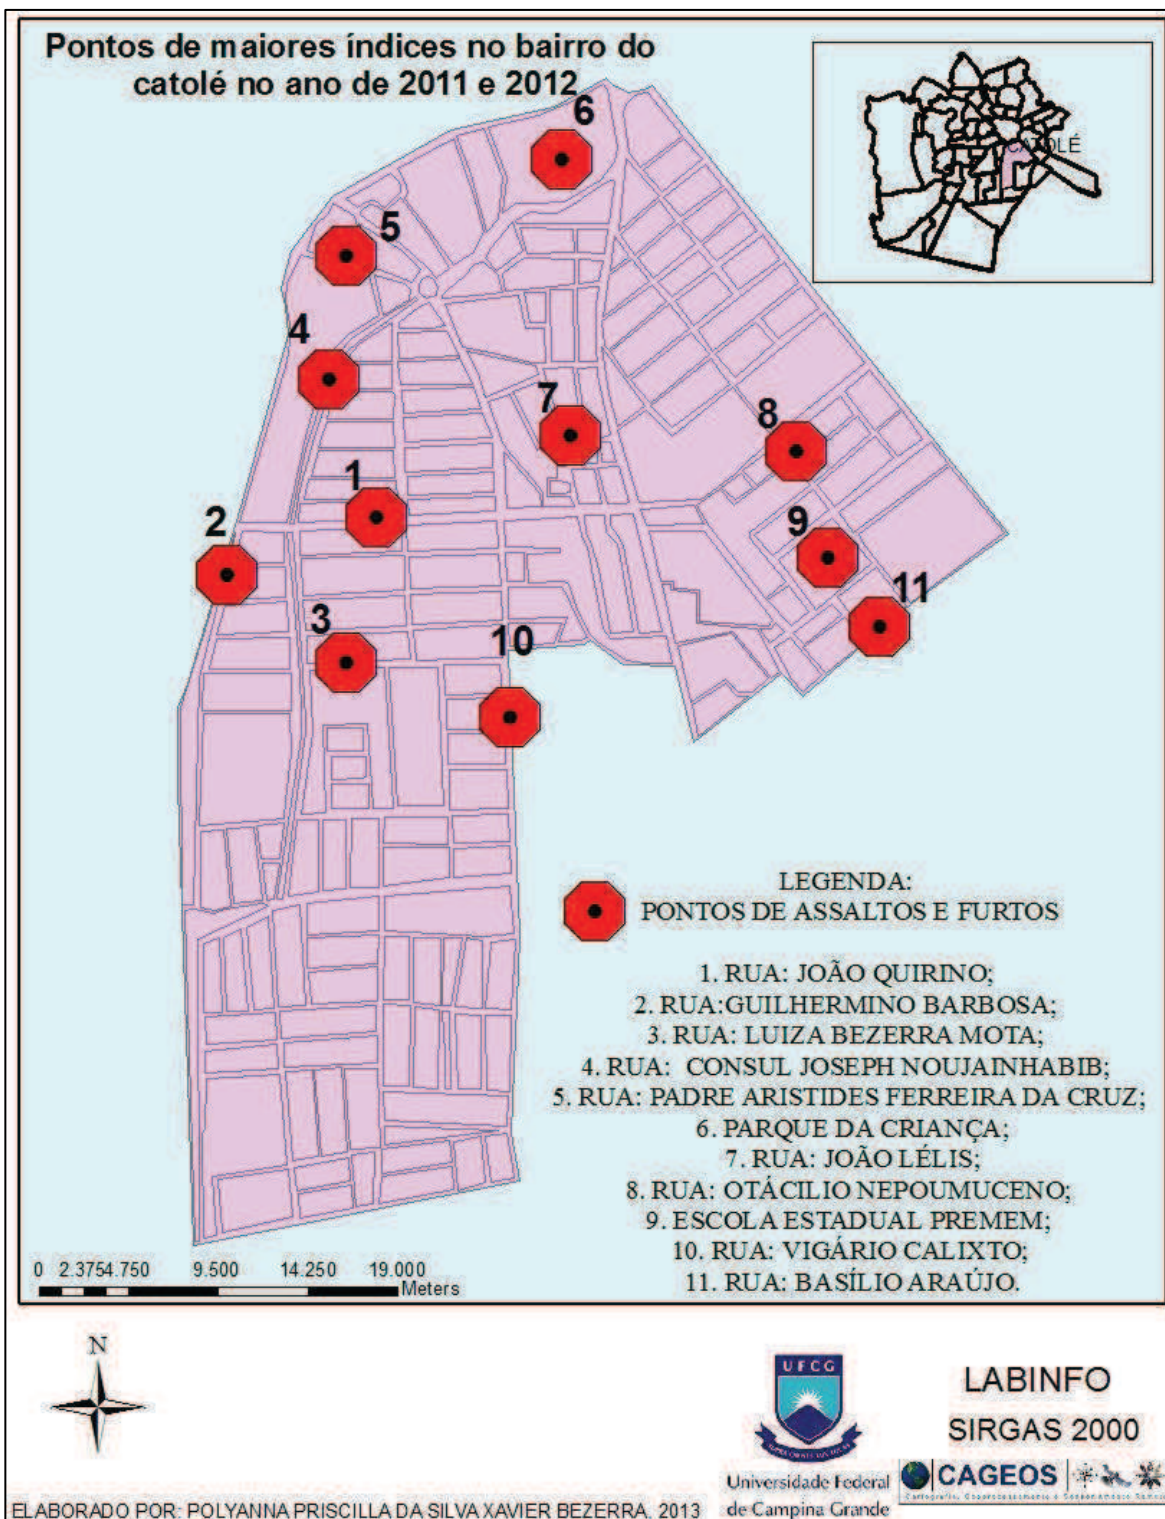 Pontos de maiores índices no bairro do
catolé no ano de 2011 e 2012
CATOLÉ
6
5
4
7
8
1
2
9
11
3
10
LEGENDA:
PONTOS DE ASSALTOS E FURTOS
1. RUA: JOÃO QUIRINO;
2. RUA:GUILHERMINO BARBOSA;
3. RUA: LUIZA BEZERRA MOTA;
4. RUA: CONSUL JOSEPH NOUJAINHABIB;
5. RUA: PADRE ARISTIDES FERREIRA DA CRUZ;
6. PARQUE DA CRIANÇA;
7. RUA: JOÃO LÉLIS;
8. RUA: OTÁCILIO NEPOUMUCENO;
9. ESCOLA ESTADUAL PREMEM;
10. RUA: VIGÁRIO CALIXTO;
11. RUA: BASÍLIO ARAÚJO.
0 2.3754.750 9.500 14.250 19.000
Meters
N
UFCG
Universidade Federal
de Campina Grande
LABINFO
SIRGAS 2000
CAGEOS
ELABORADO POR: POLYANNA PRISCILLA DA SILVA XAVIER BEZERRA, 2013